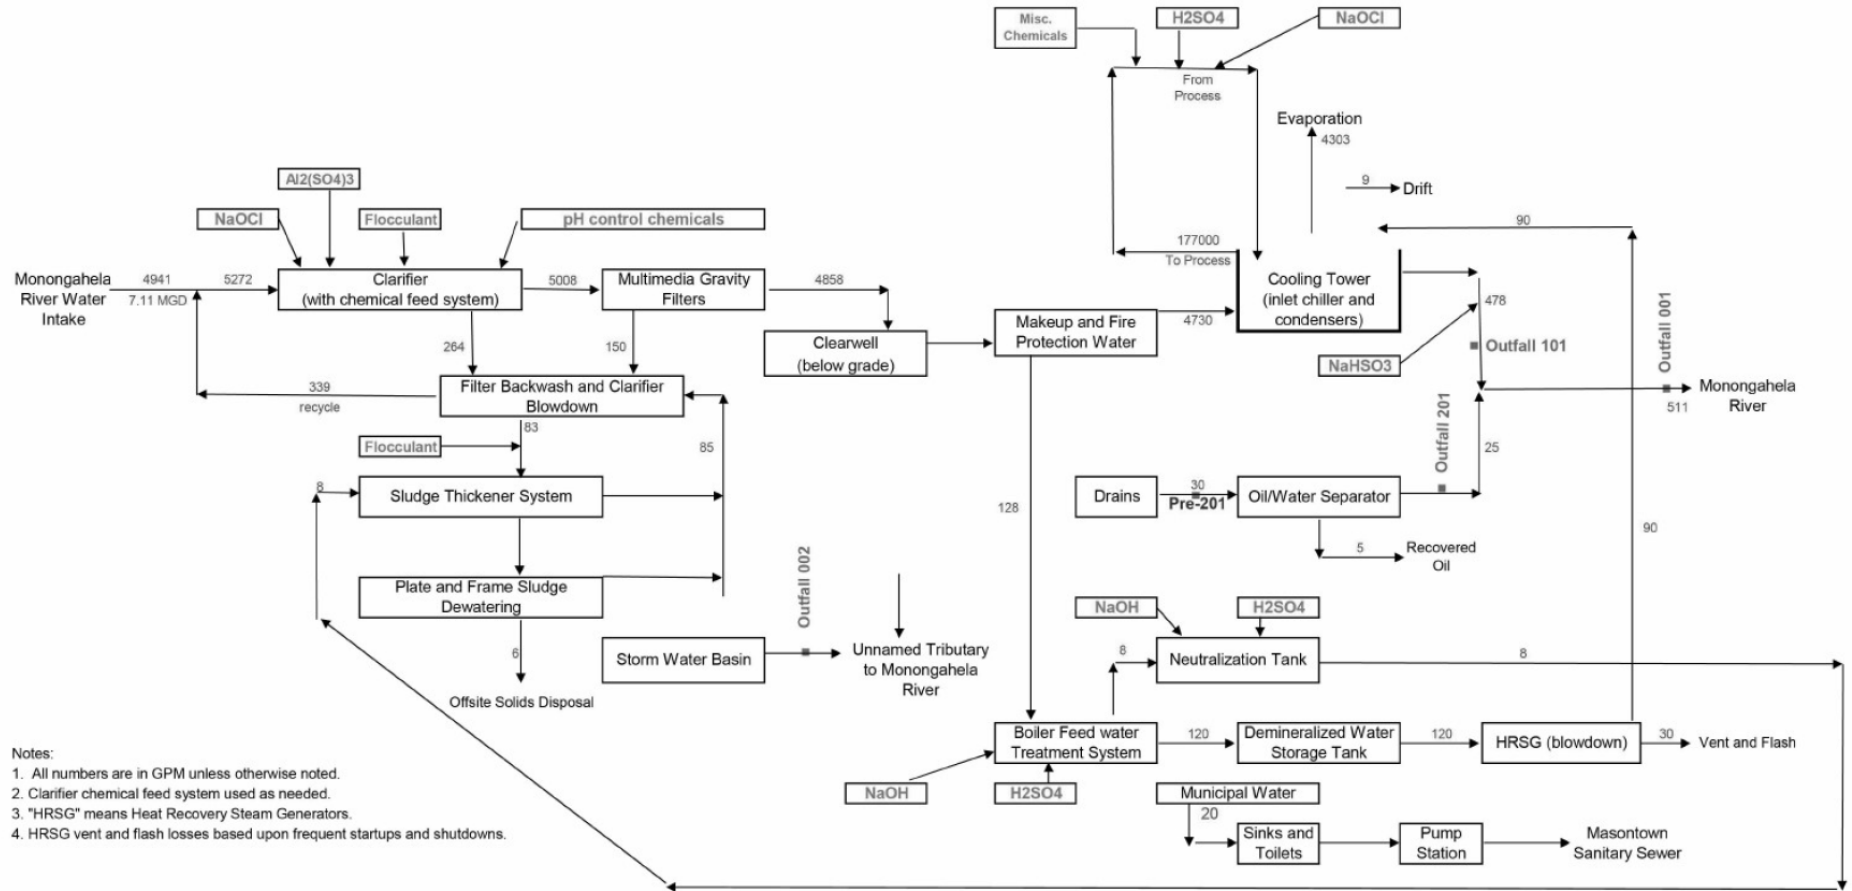 Misc.
Chemicals
H2SO4
NaOCl
From
Process
Evaporation
4303
9
Drift
90
177000
To Process
Al2(SO4)3
NaOCl
Flocculant
pH control chemicals
Monongahela
River Water
Intake
4941
7.11 MGD
5272
Clarifier
(with chemical feed system)
5008
Multimedia Gravity
Filters
4858
Clearwell
(below grade)
Makeup and Fire
Protection Water
4730
Cooling Tower
(inlet chiller and
condensers)
478
NaHSO3
Outfall 101
Outfall 001
Monongahela
River
511
264
150
339
recycle
Filter Backwash and Clarifier
Blowdown
83
Flocculant
85
8
Sludge Thickener System
Plate and Frame Sludge
Dewatering
6
Offsite Solids Disposal
Outfall 002
Storm Water Basin
Unnamed Tributary
to Monongahela
River
128
Drains
30
Pre-201
Oil/Water Separator
Outfall 201
25
5
Recovered
Oil
90
NaOH
H2SO4
8
Neutralization Tank
8
Boiler Feed water
Treatment System
120
Demineralized Water
Storage Tank
120
HRSG (blowdown)
30
Vent and Flash
NaOH
H2SO4
Municipal Water
20
Sinks and
Toilets
Pump
Station
Masontown
Sanitary Sewer
Notes:
1. All numbers are in GPM unless otherwise noted.
2. Clarifier chemical feed system used as needed.
3. "HRSG" means Heat Recovery Steam Generators.
4. HRSG vent and flash losses based upon frequent startups and shutdowns.